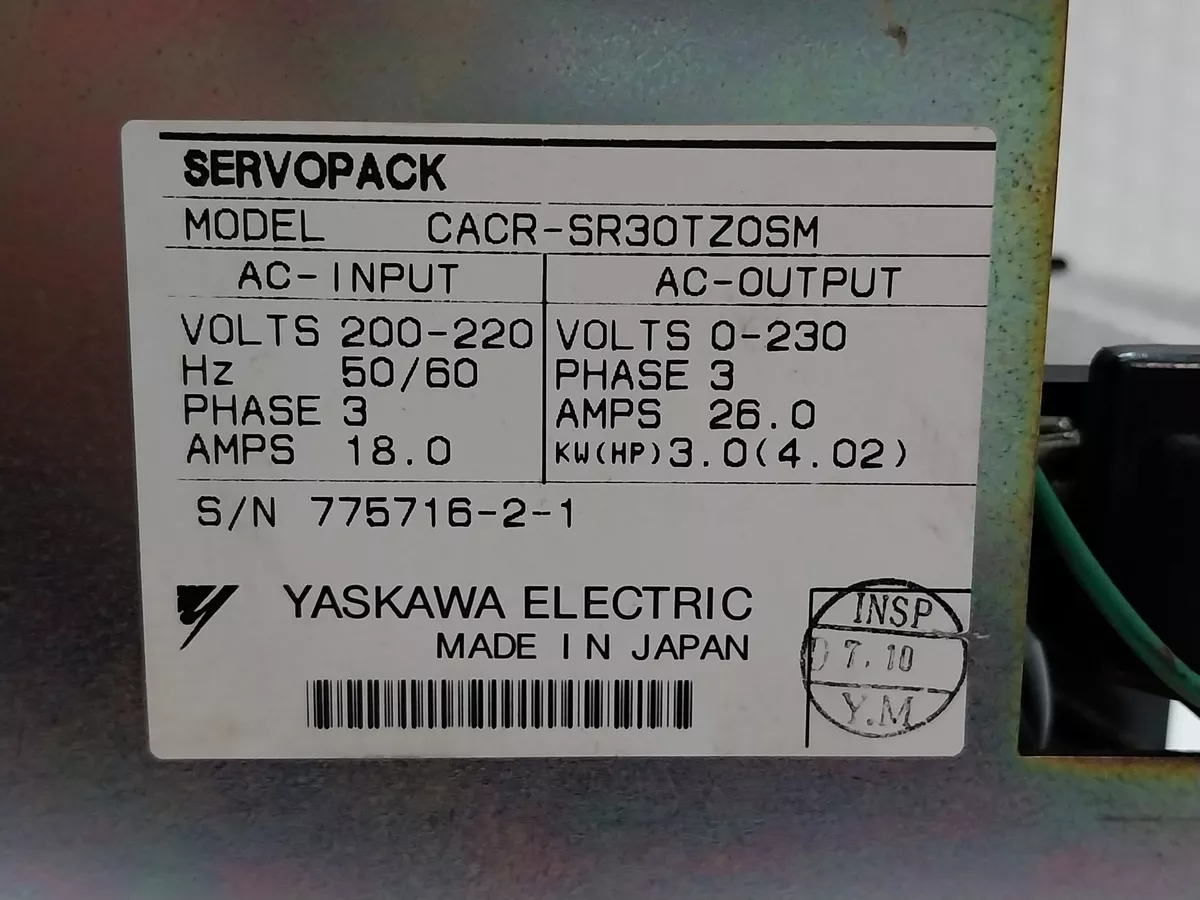 SERVOPACK
MODEL CACR-SR30TZ0SM
AC-INPUT AC-OUTPUT
VOLTS 200-220 VOLTS 0-230
Hz 50/60 PHASE 3
PHASE 3 AMPS 26.0
AMPS 18.0 KW(HP)3.0(4.02)
S/N 775716-2-1
YASKAWA ELECTRIC
MADE IN JAPAN
INSP
7.10
Y.M